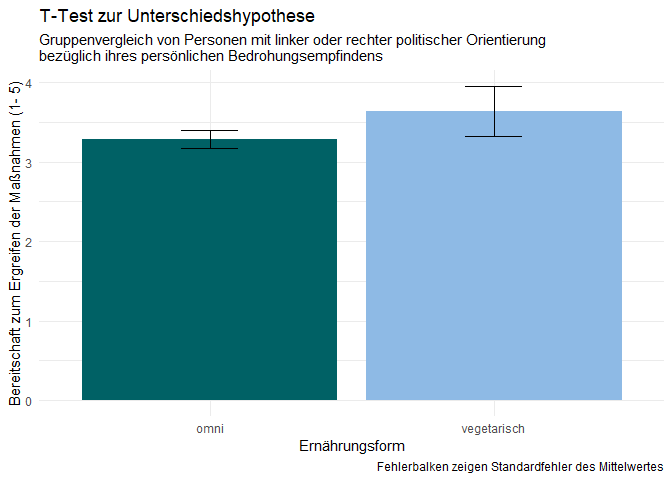 T-Test zur Unterschiedshypothese
Gruppenvergleich von Personen mit linker oder rechter politischer Orientierung
bezüglich ihres persönlichen Bedrohungsempfindens
Bereitschaft zum Ergreifen der Maßnahmen (1- 5)
4
3
2
1
0
omni
vegetarisch
Ernährungsform
Fehlerbalken zeigen Standardfehler des Mittelwertes